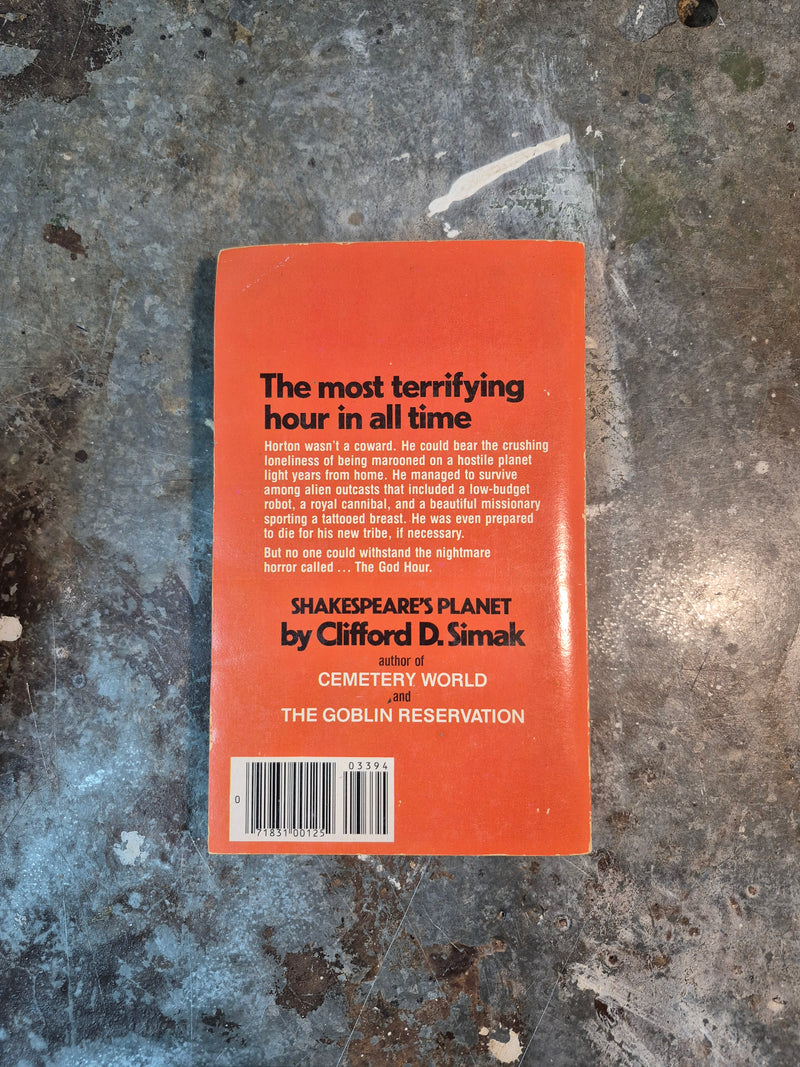 The most terrifying
hour in all time
Horton wasn't a coward. He could bear the crushing
loneliness of being marooned on a hostile planet
light years from home. He managed to survive
among alien outcasts that included a low-budget
robot, a royal cannibal, and a beautiful missionary
sporting a tattooed breast. He was even prepared
to die for his new tribe, if necessary.
But no one could withstand the nightmare
horror called ... The God Hour.
SHAKESPEARE'S PLANET
by Clifford D. Simak
author of
CEMETERY WORLD
and
THE GOBLIN RESERVATION
03394
0
71831 00125